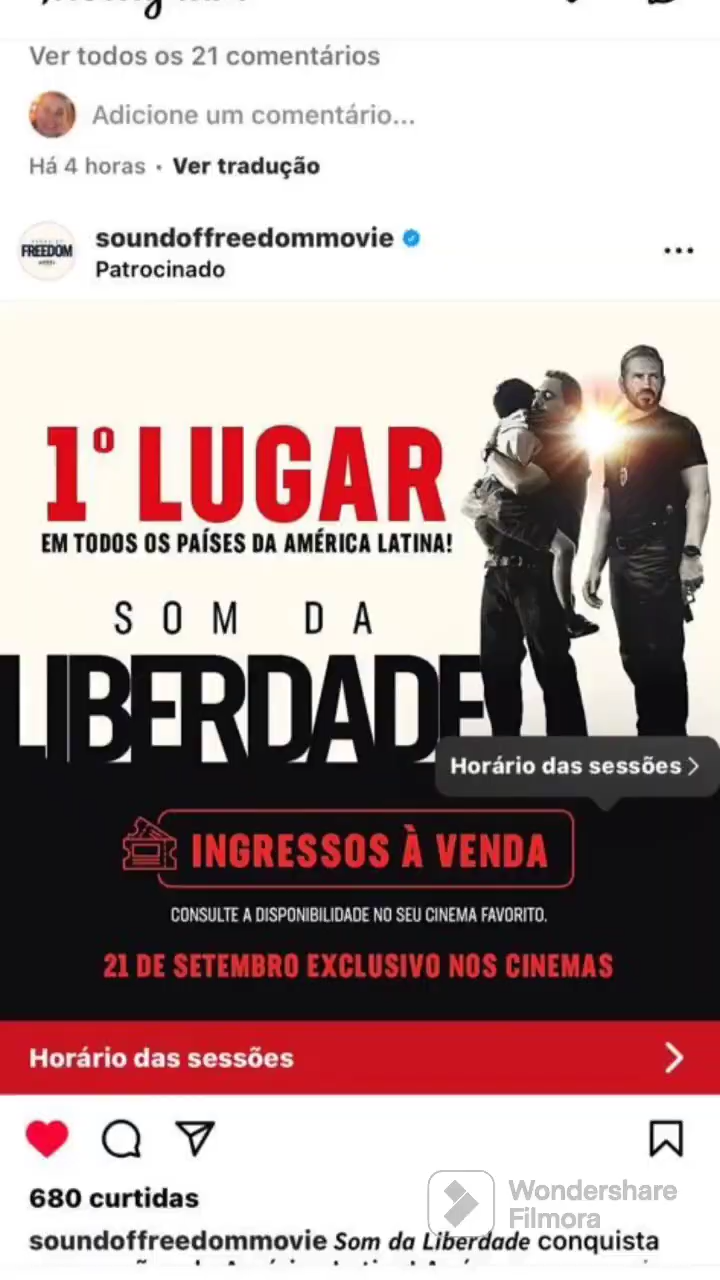 Ver todos os 21 comentários
Adicione um comentário...
Há 4 horas · Ver tradução
FREEDOM
soundoffreedommovie
Patrocinado
1º LUGAR
EM TODOS OS PAÍSES DA AMÉRICA LATINA!
SOM DA
LIBERDADE
Horário das sessões
INGRESSOS À VENDA
CONSULTE A DISPONIBILIDADE NO SEU CINEMA FAVORITO.
21 DE SETEMBRO EXCLUSIVO NOS CINEMAS
Horário das sessões
680 curtidas
Wondershare
Filmora
soundoffreedommovie Som da Liberdade conquista